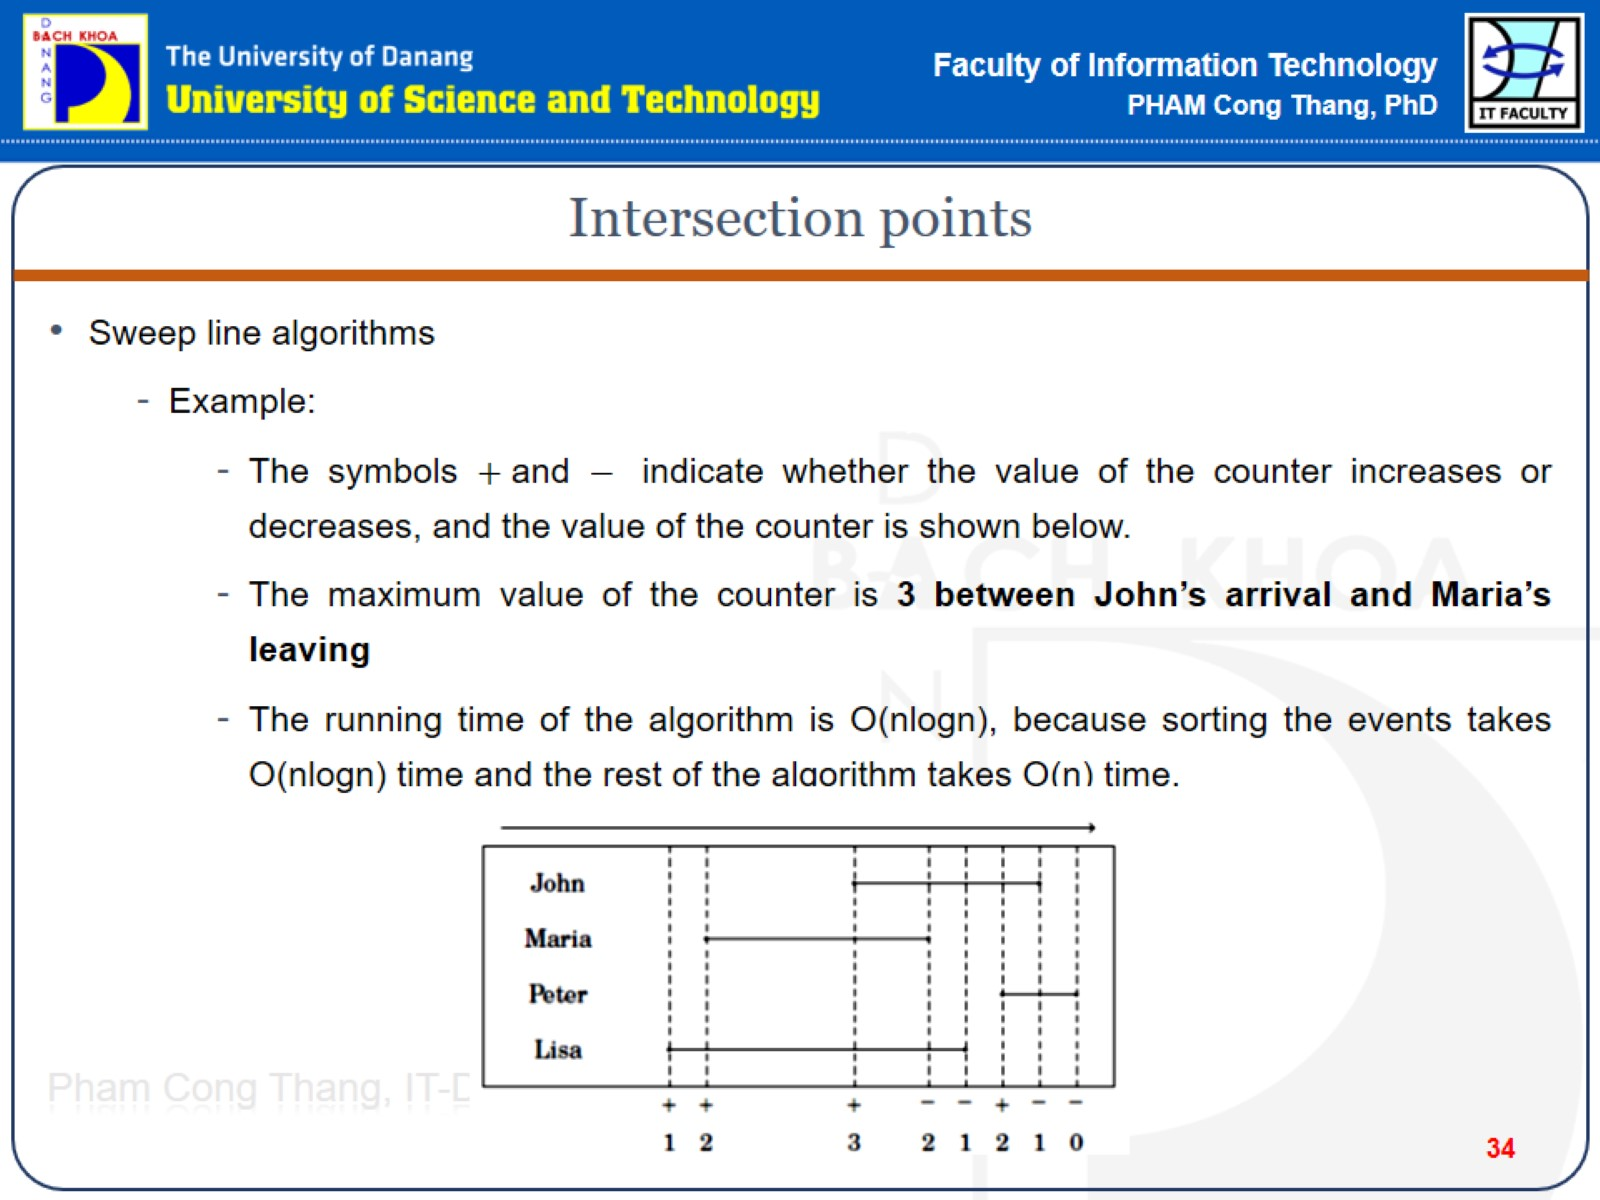 D
BACH KHOA
N
A
N
G
The University of Danang
University of Science and Technology
Faculty of Information Technology
PHAM Cong Thang, PhD
IT FACULTY
Intersection points
• Sweep line algorithms
- Example:
- The symbols + and − indicate whether the value of the counter increases or
decreases, and the value of the counter is shown below.
- The maximum value of the counter is 3 between John’s arrival and Maria’s
leaving
- The running time of the algorithm is O(nlogn), because sorting the events takes
O(nlogn) time and the rest of the algorithm takes O(n) time.
John
Maria
Peter
Lisa
+ + + − − + − −
1 2 3 2 1 2 1 0
Pham Cong Thang, IT-D
34
D
BACH KHOA
N